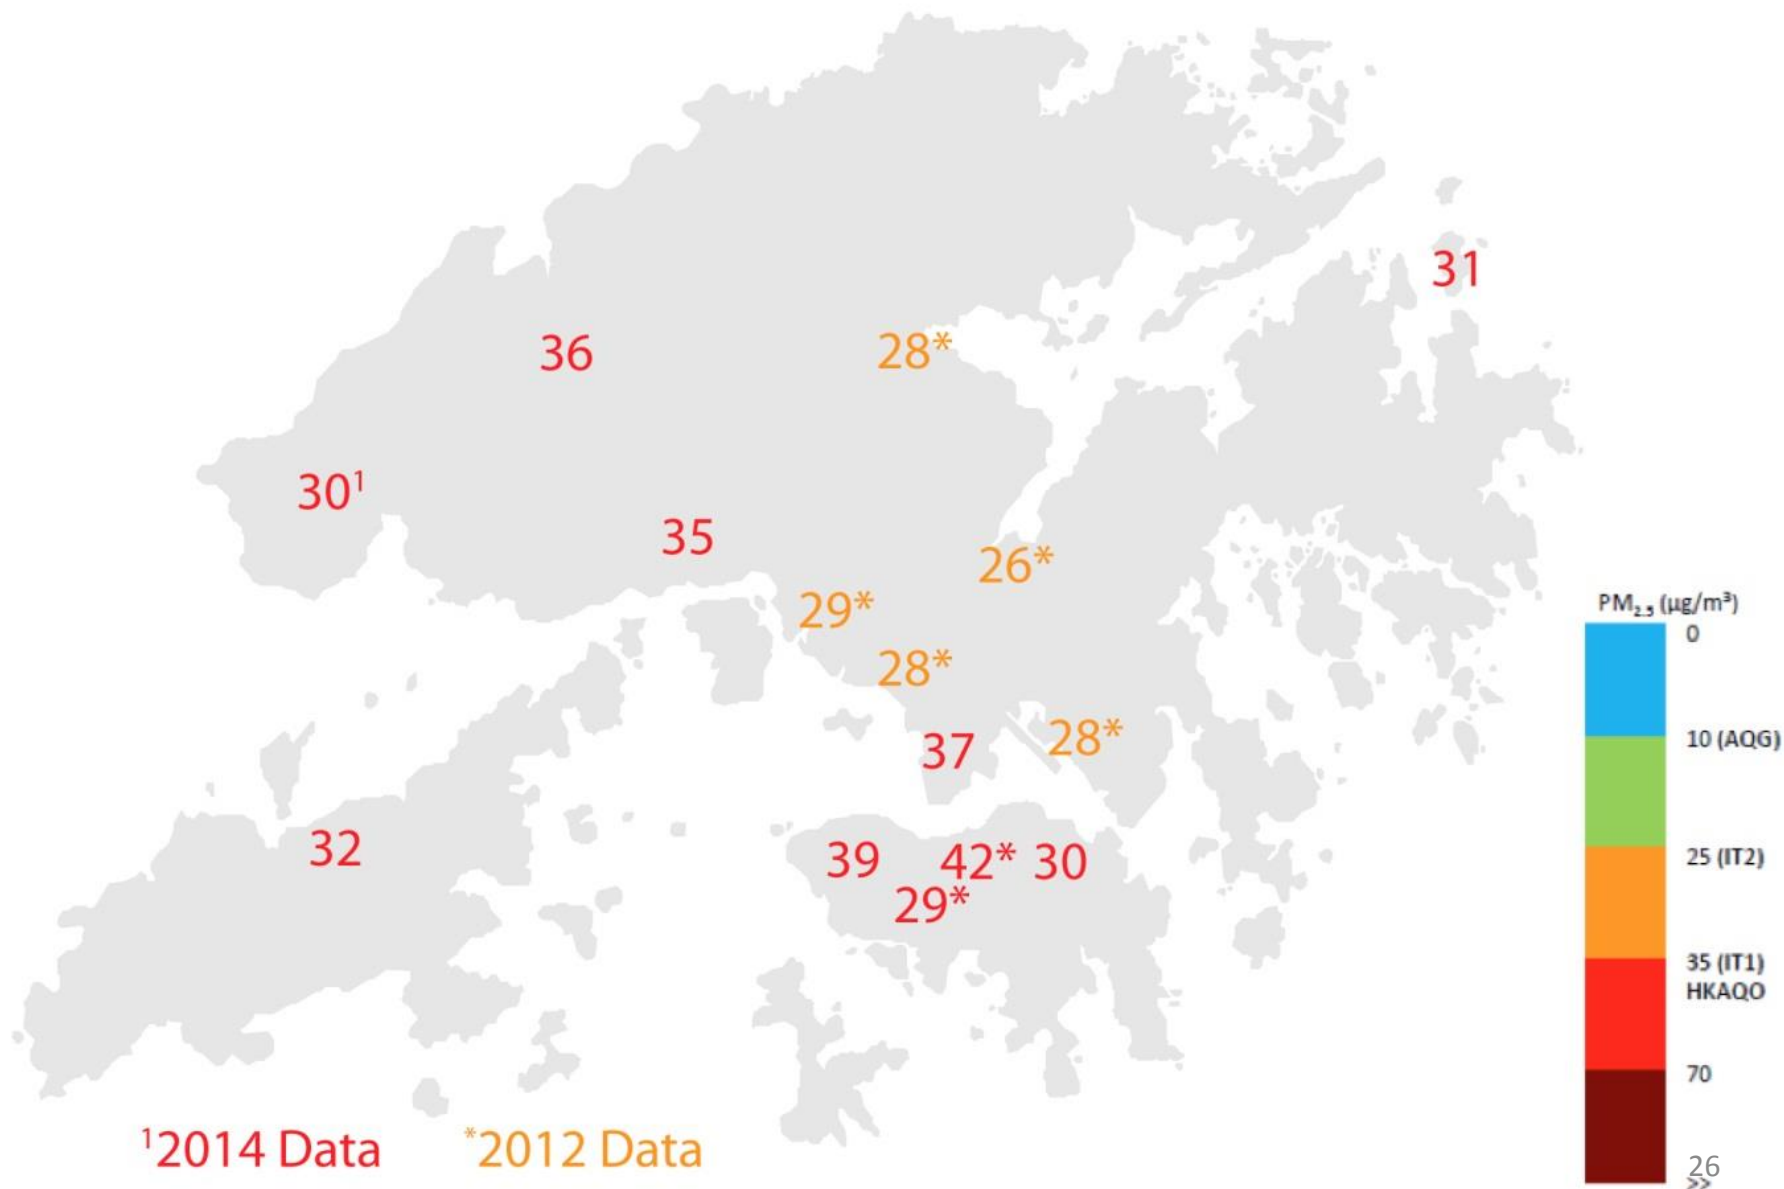 31
36
28*
30¹
35
26*
29*
28*
37
28*
32
39 42* 30
29*
PM₂.₅ (µg/m³)
0
10 (AQG)
25 (IT2)
35 (IT1)
HKAQO
70
>>
¹2014 Data *2012 Data
26